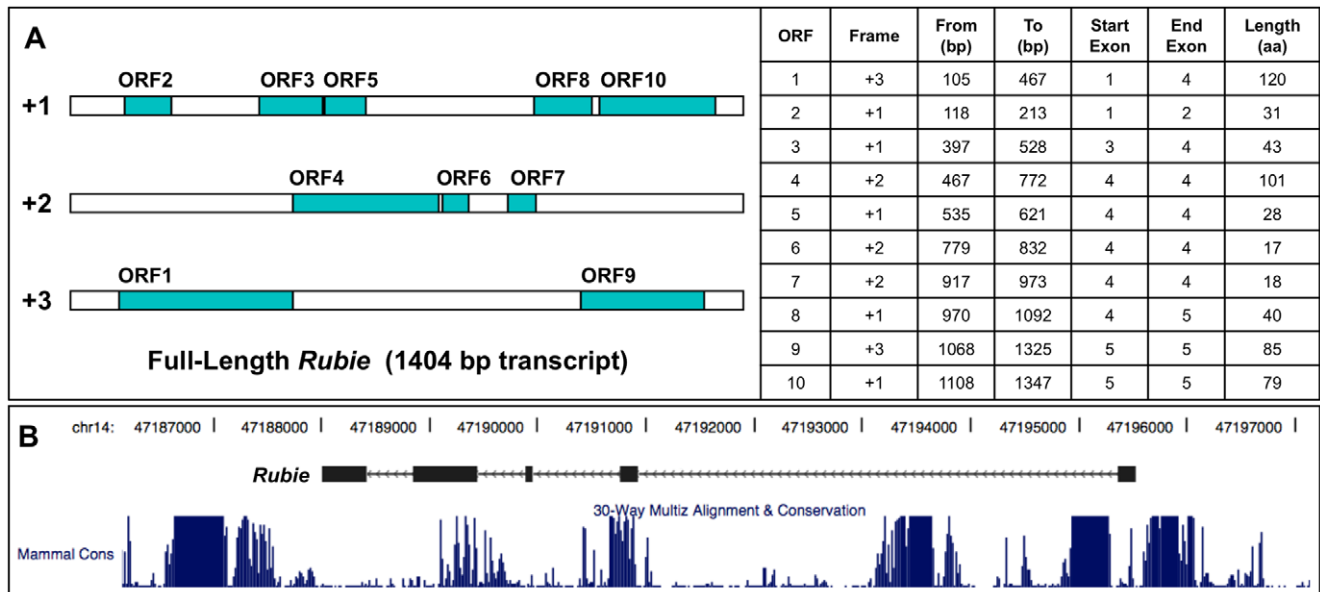 A
ORF2 ORF3 ORF5 ORF8 ORF10
+1
ORF4 ORF6 ORF7
+2
ORF1 ORF9
+3
Full-Length Rubie (1404 bp transcript)
ORF Frame From (bp) To (bp) Start Exon End Exon Length (aa)
1 +3 105 467 1 4 120
2 +1 118 213 1 2 31
3 +1 397 528 3 4 43
4 +2 467 772 4 4 101
5 +1 535 621 4 4 28
6 +2 779 832 4 4 17
7 +2 917 973 4 4 18
8 +1 970 1092 4 5 40
9 +3 1068 1325 5 5 85
10 +1 1108 1347 5 5 79
B
chr14: 47187000 47188000 47189000 47190000 47191000 47192000 47193000 47194000 47195000 47196000 47197000
Rubie
30-Way Multiz Alignment & Conservation
Mammal Cons